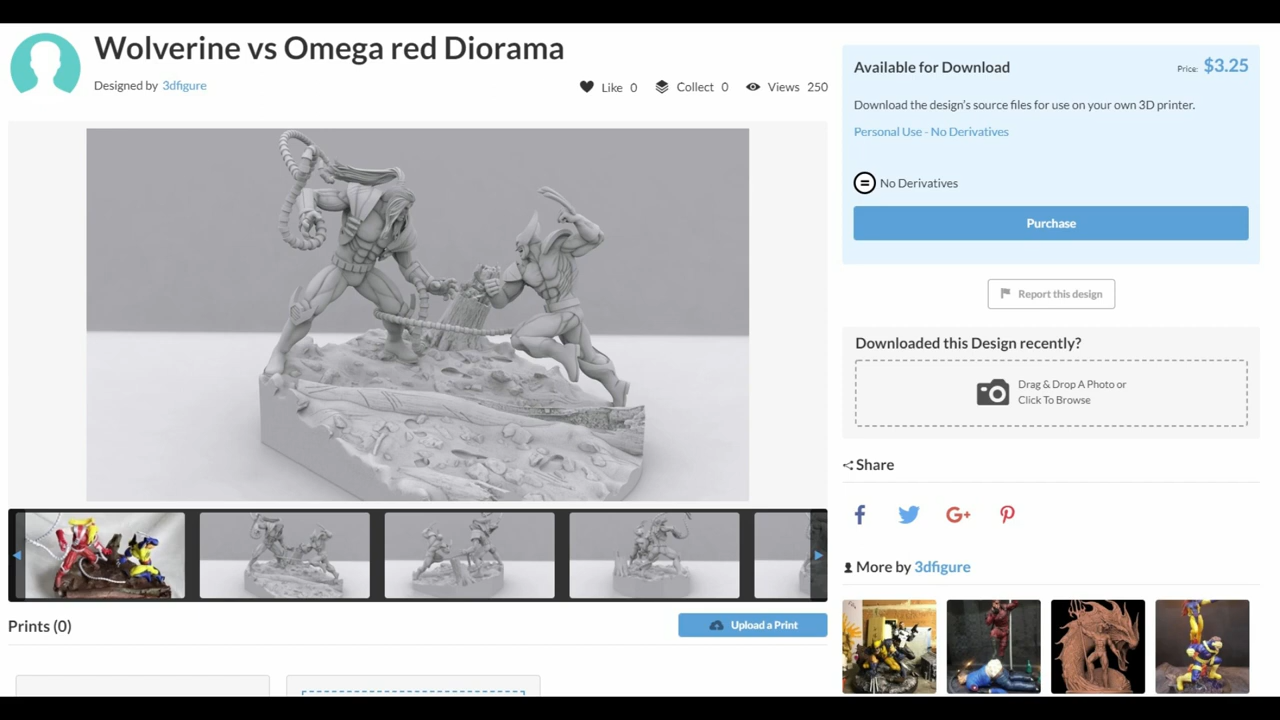 Wolverine vs Omega red Diorama
Designed by 3dfigure
Like 0 Collect 0 Views 250
Available for Download Price: $3.25
Download the design's source files for use on your own 3D printer.
Personal Use - No Derivatives
No Derivatives
Purchase
Report this design
Downloaded this Design recently?
Drag & Drop A Photo or
Click To Browse
Share
f G+
More by 3dfigure
Prints (0)
Upload a Print